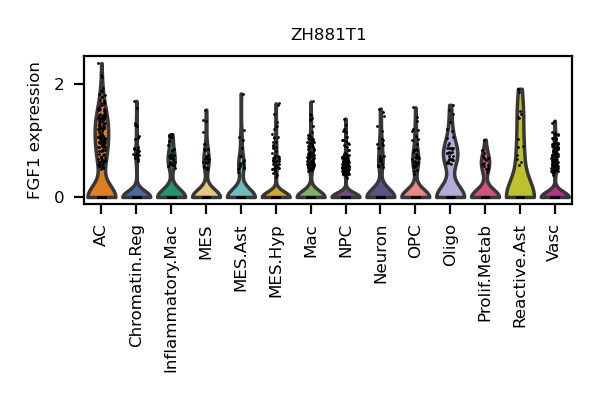 ZH881T1
FGF1 expression
2
0
AC
Chromatin.Reg
Inflammatory.Mac
MES
MES.Ast
MES.Hyp
Mac
NPC
Neuron
OPC
Oligo
Prolif.Metab
Reactive.Ast
Vasc